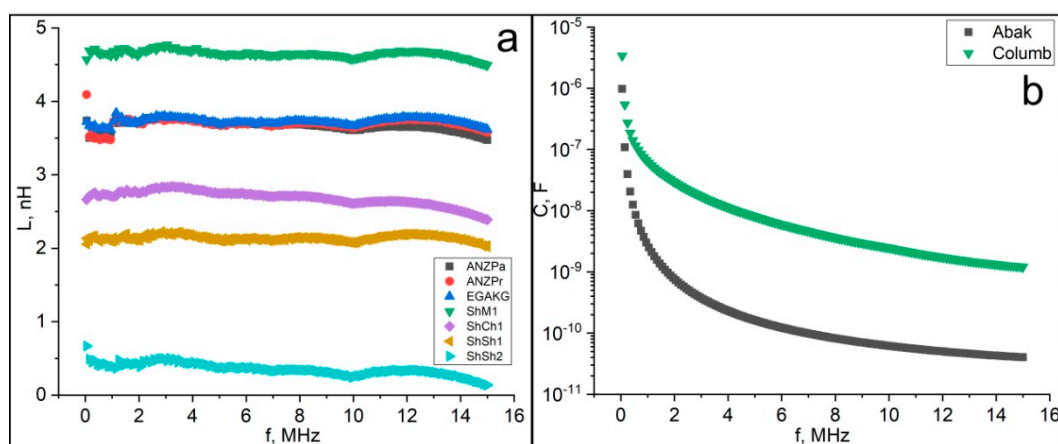 a
5
4
3
2
1
0
L, nH
ANZPa
ANZPr
EGAKG
ShM1
ShCh1
ShSh1
ShSh2
0 2 4 6 8 10 12 14 16
f, MHz
b
Abak
Columb
10-5
10-6
10-7
10-8
10-9
10-10
10-11
C, F
0 2 4 6 8 10 12 14 16
f, MHz